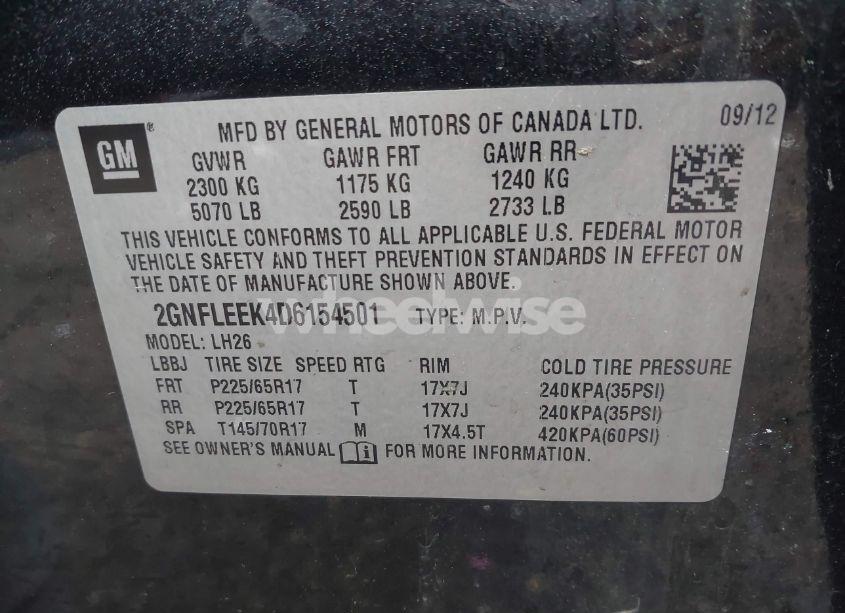 GM®
MFD BY GENERAL MOTORS OF CANADA LTD. 09/12
GVWR GAWR FRT GAWR RR
2300 KG 1175 KG 1240 KG
5070 LB 2590 LB 2733 LB
THIS VEHICLE CONFORMS TO ALL APPLICABLE U.S. FEDERAL MOTOR
VEHICLE SAFETY AND THEFT PREVENTION STANDARDS IN EFFECT ON
THE DATE OF MANUFACTURE SHOWN ABOVE.
2GNFLEEK4D6154501 TYPE: M.P.V.
wheelwise
MODEL: LH26
LBBJ TIRE SIZE SPEED RTG RIM COLD TIRE PRESSURE
FRT P225/65R17 T 17X7J 240KPA(35PSI)
RR P225/65R17 T 17X7J 240KPA(35PSI)
SPA T145/70R17 M 17X4.5T 420KPA(60PSI)
SEE OWNER'S MANUAL i FOR MORE INFORMATION.